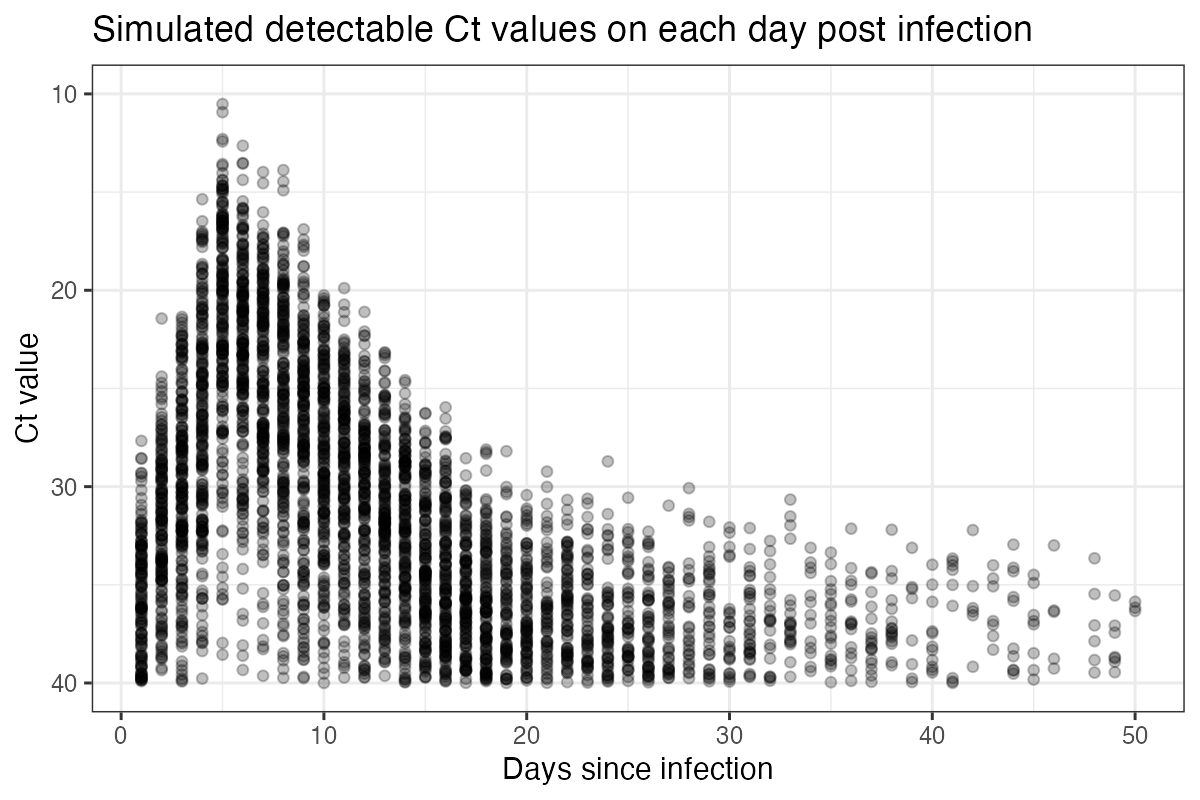 Simulated detectable Ct values on each day post infection
Ct value
10
20
30
40
0 10 20 30 40 50
Days since infection